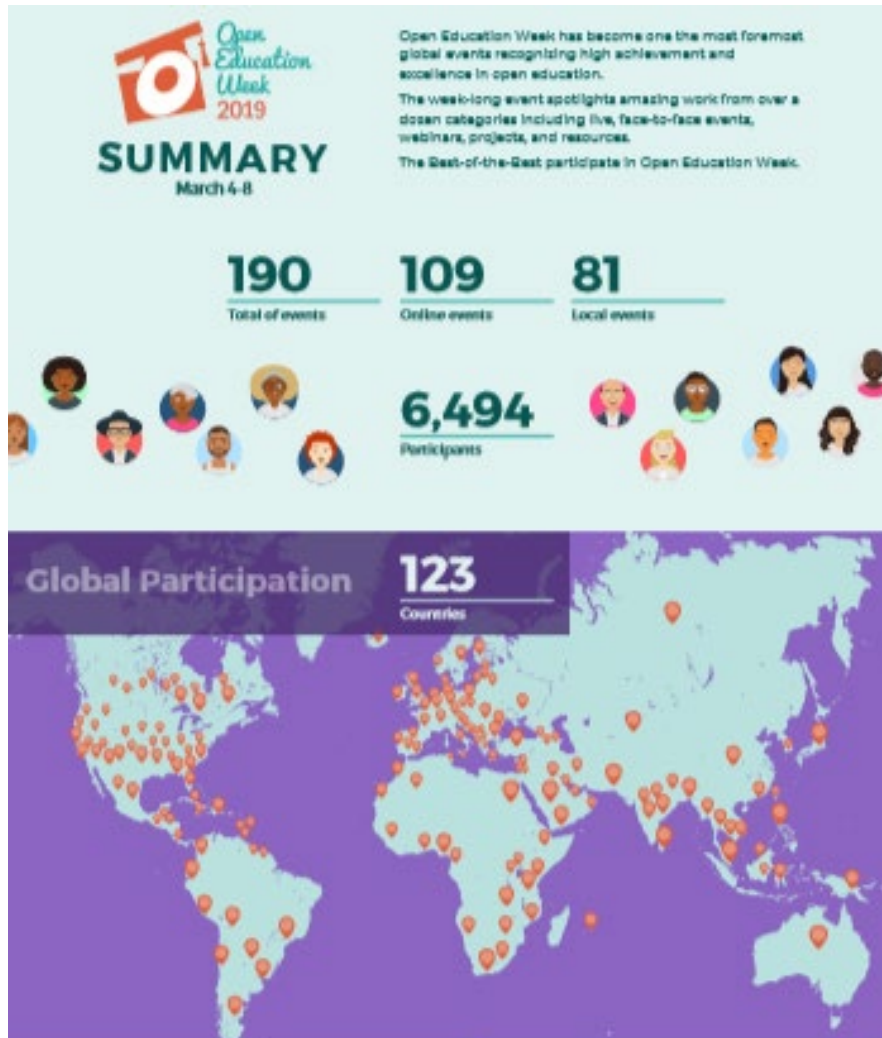 Open
Education
Week
2019
SUMMARY
March 4-8
Open Education Week has become one the most foremost
global events recognizing high achievement and
excellence in open education.
The week-long event spotlights amazing work from over a
dozen categories including live, face-to-face events,
webinars, projects, and resources.
The Best-of-the-Best participate in Open Education Week.
190
Total of events
109
Online events
81
Local events
6,494
Participants
Global Participation
123
Countries